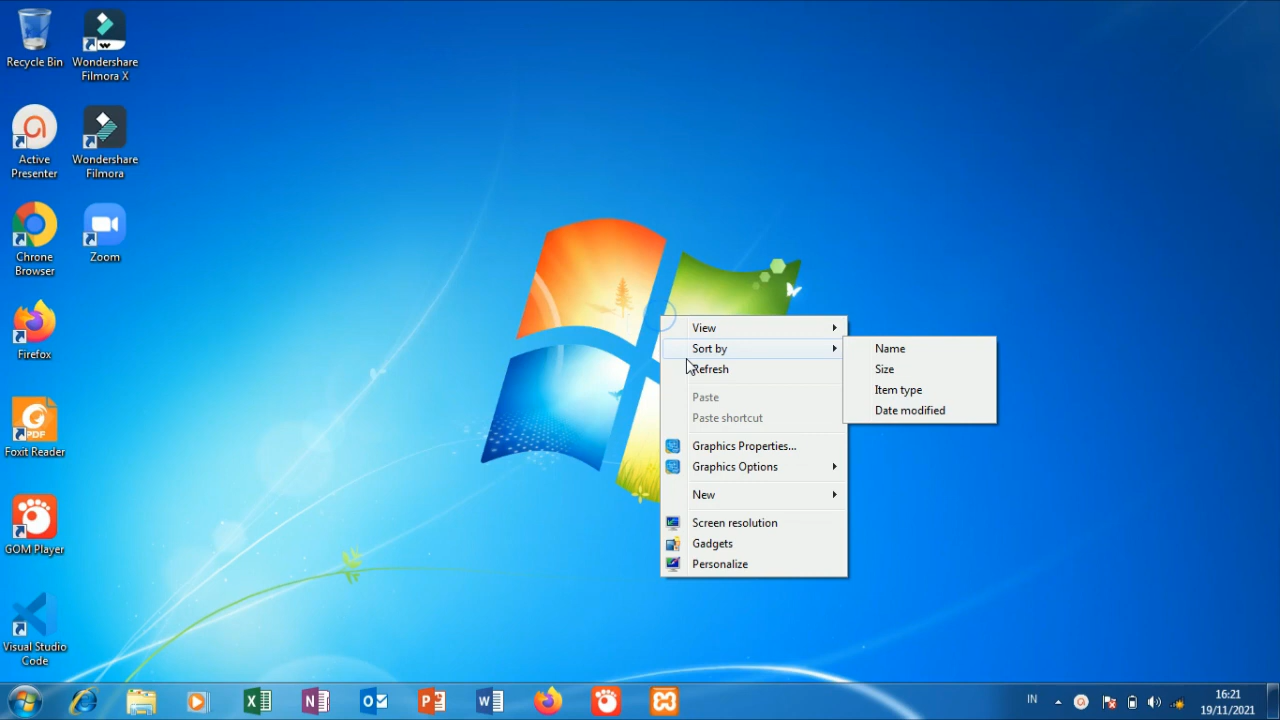 Recycle Bin
Wondershare
Filmora X
Active
Presenter
Wondershare
Filmora
Chrome
Browser
Zoom
Firefox
PDF
Foxit Reader
GOM Player
Visual Studio
Code
View
Sort by
Refresh
Paste
Paste shortcut
Graphics Properties...
Graphics Options
New
Screen resolution
Gadgets
Personalize
Name
Size
Item type
Date modified
IN
16:21
19/11/2021